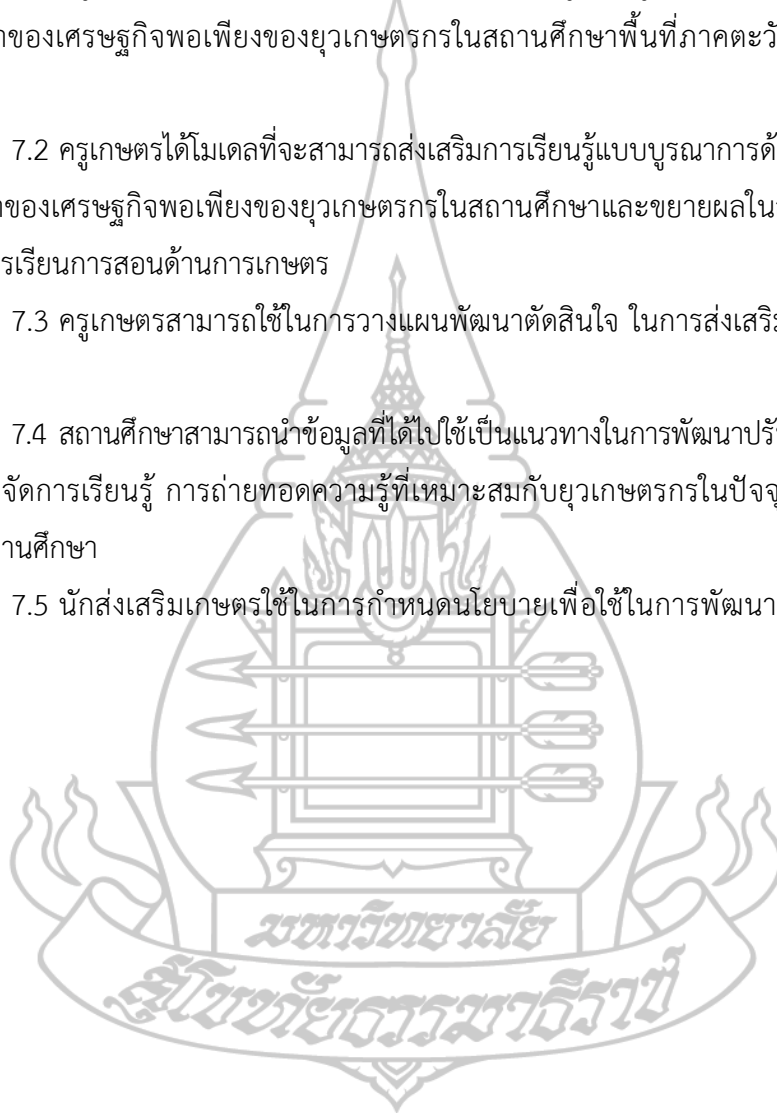 ของเศรษฐกิจพอเพียงของยุวเกษตรกรในสถานศึกษาพื้นที่ภาคตะวั
7.2 ครูเกษตรได้โมเดลที่จะสามารถส่งเสริมการเรียนรู้แบบบูรณาการด้
ของเศรษฐกิจพอเพียงของยุวเกษตรกรในสถานศึกษาและขยายผลใน
รเรียนการสอนด้านการเกษตร
7.3 ครูเกษตรสามารถใช้ในการวางแผนพัฒนาตัดสินใจ ในการส่งเสริม
7.4 สถานศึกษาสามารถนำข้อมูลที่ได้ไปใช้เป็นแนวทางในการพัฒนาปรั
จัดการเรียนรู้ การถ่ายทอดความรู้ที่เหมาะสมกับยุวเกษตรกรในปัจจุ
านศึกษา
7.5 นักส่งเสริมเกษตรใช้ในการกำหนดนโยบายเพื่อใช้ในการพัฒนา
มหาวิทยาลัย
สุโขทัยธรรมาธิราช